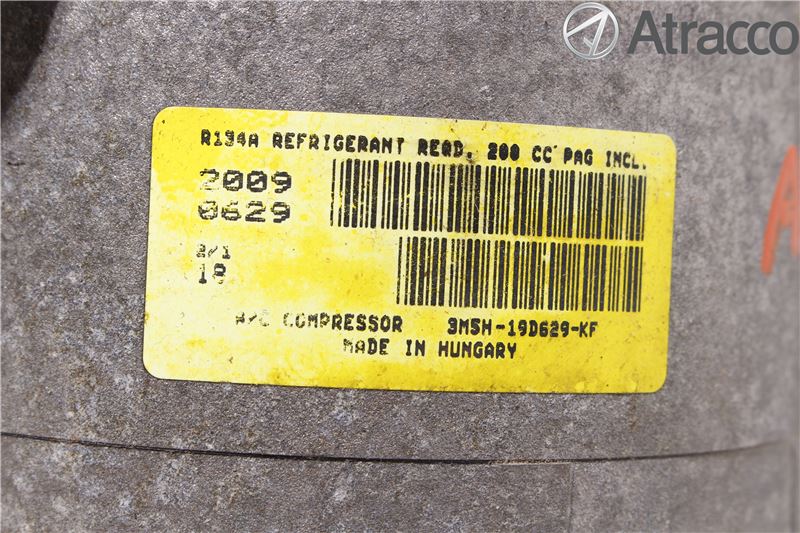 Atracco
R134A REFRIGERANT REQD. 200 CC PAG INCL.
2009
0629
18
A/C COMPRESSOR 3M5H-19D629-KF
MADE IN HUNGARY